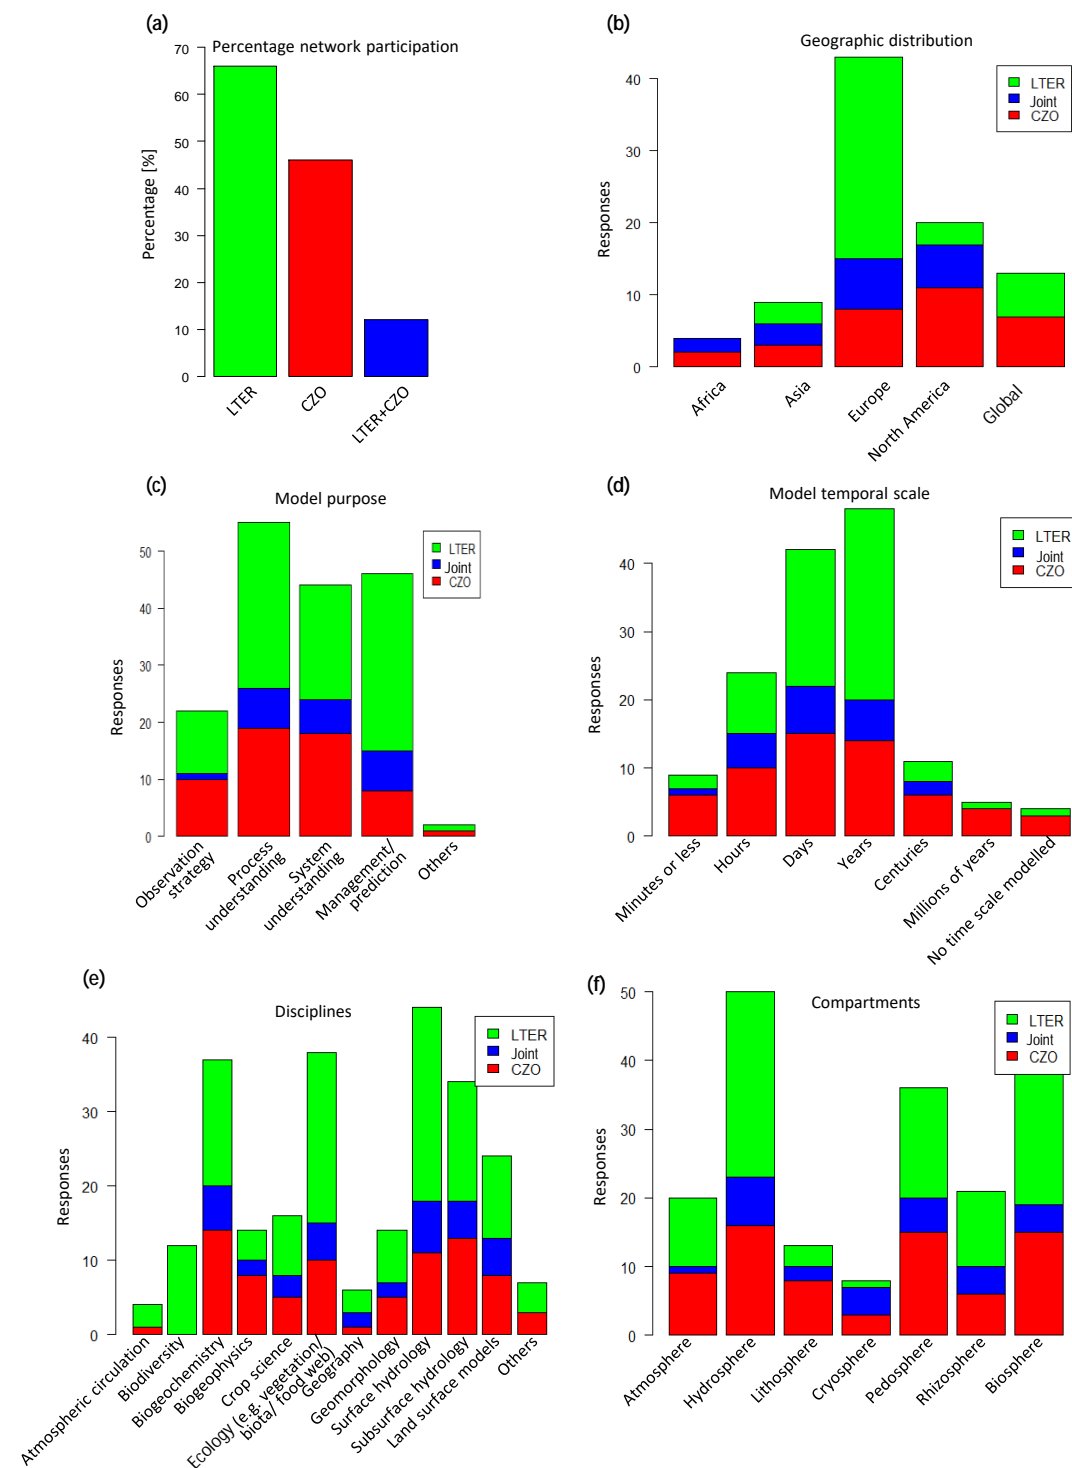 (a)
Percentage network participation
Percentage [%]
70
60
50
40
30
20
10
0
LTER
CZO
LTER+CZO
(b)
Geographic distribution
Responses
40
30
20
10
0
LTER
Joint
CZO
Africa
Asia
Europe
North America
Global
(c)
Model purpose
Responses
50
40
30
20
10
0
LTER
Joint
CZO
Observation
strategy
Process
understanding
System
understanding
Management/
prediction
Others
(d)
Model temporal scale
Responses
40
30
20
10
0
LTER
Joint
CZO
Minutes or less
Hours
Days
Years
Centuries
Millions of years
No time scale modelled
(e)
Disciplines
Responses
40
30
20
10
0
LTER
Joint
CZO
Atmospheric circulation
Biodiversity
Biogeochemistry
Biogeophysics
Crop science
Ecology (e.g. vegetation/
biota/ food web)
Geography
Geomorphology
Surface hydrology
Subsurface hydrology
Land surface models
Others
(f)
Compartments
Responses
50
40
30
20
10
0
LTER
Joint
CZO
Atmosphere
Hydrosphere
Lithosphere
Cryosphere
Pedosphere
Rhizosphere
Biosphere